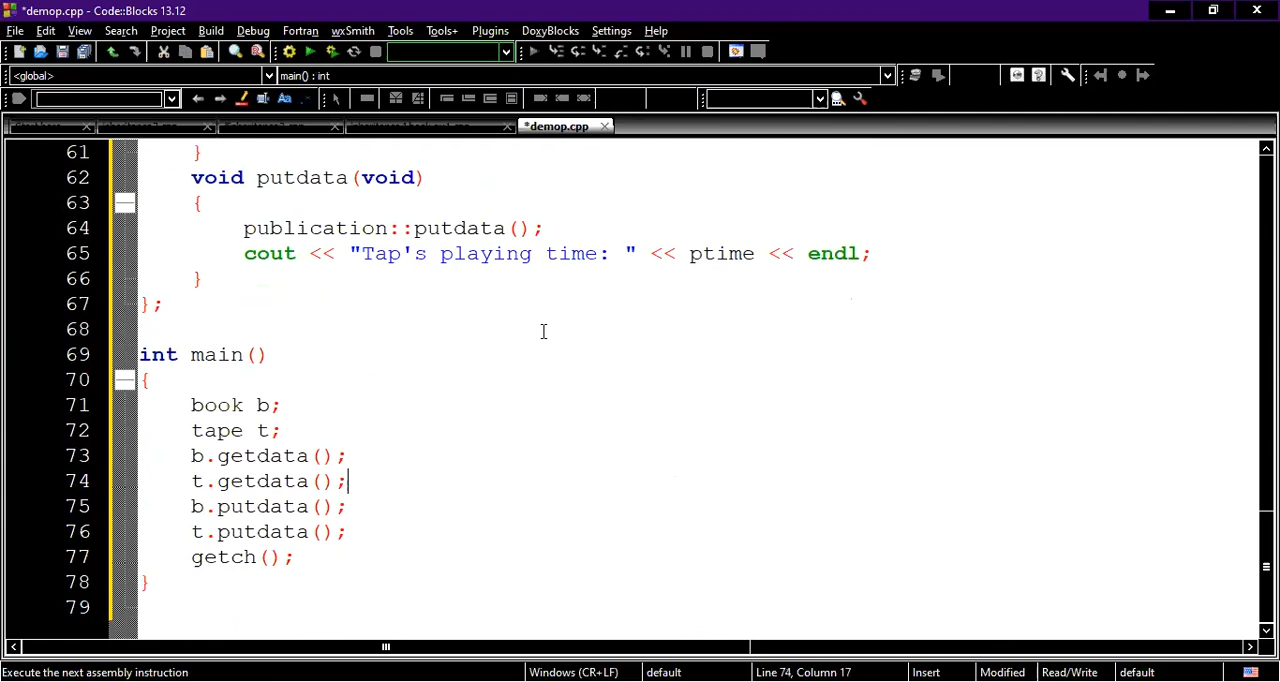 *demop.cpp - Code::Blocks 13.12
File Edit View Search Project Build Debug Fortran wxSmith Tools Tools+ Plugins DoxyBlocks Settings Help
<global> main() : int
*demop.cpp
61 }
62 void putdata(void)
63 {
64 publication::putdata();
65 cout << "Tap's playing time: " << ptime << endl;
66 }
67 };
68
69 int main()
70 {
71 book b;
72 tape t;
73 b.getdata();
74 t.getdata();
75 b.putdata();
76 t.putdata();
77 getch();
78 }
79
Execute the next assembly instruction Windows (CR+LF) default Line 74, Column 17 Insert Modified Read/Write default